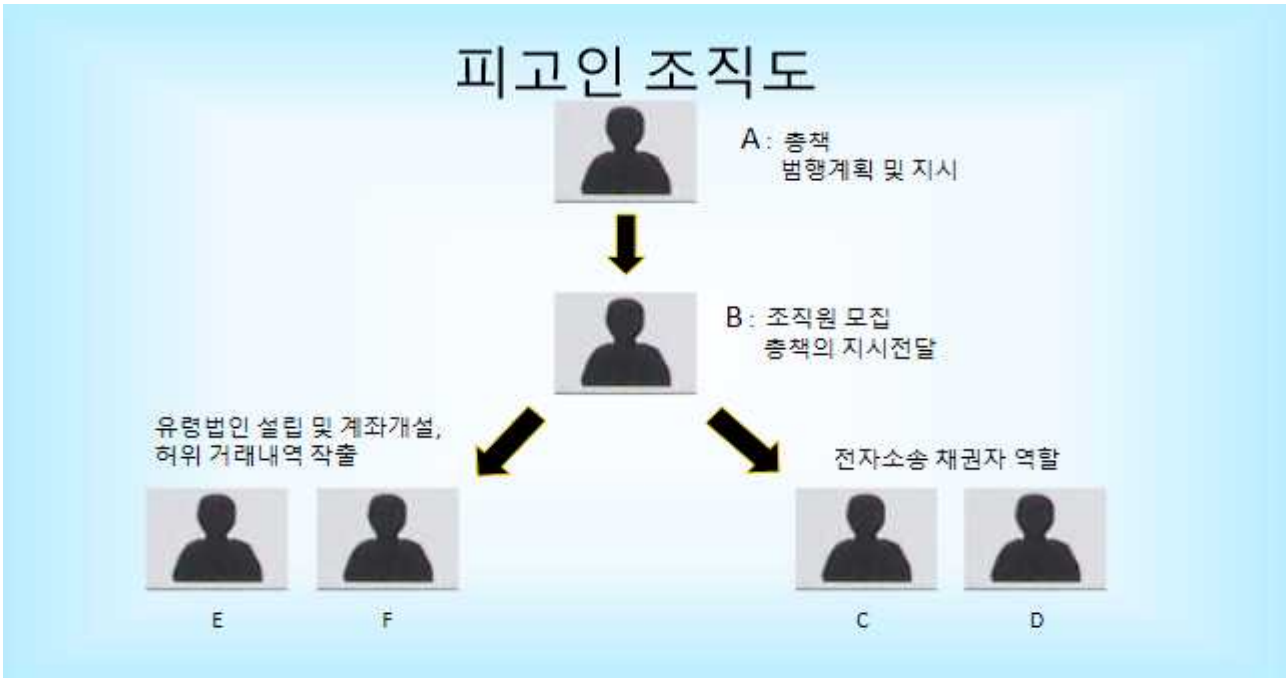 피고인 조직도
A : 총책
범행계획 및 지시
B : 조직원 모집
총책의 지시전달
유령법인 설립 및 계좌개설,
허위 거래내역 작출
전자소송 채권자 역할
E
F
C
D